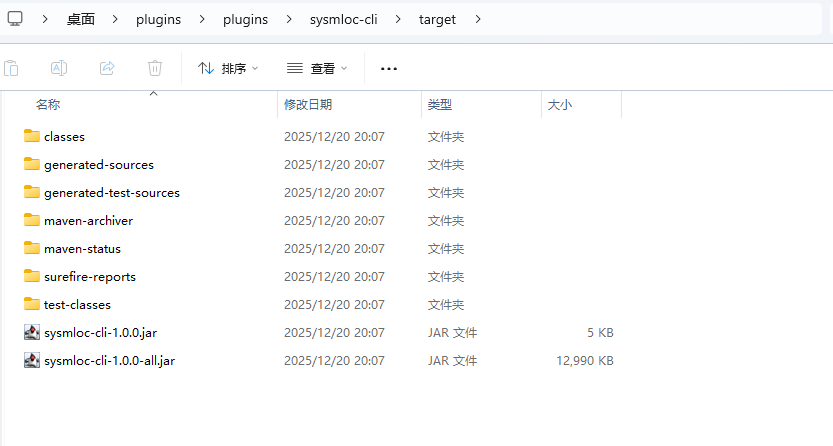 桌面 plugins plugins sysmloc-cli target
排序 查看
名称 修改日期 类型 大小
classes 2025/12/20 20:07 文件夹
generated-sources 2025/12/20 20:07 文件夹
generated-test-sources 2025/12/20 20:07 文件夹
maven-archiver 2025/12/20 20:07 文件夹
maven-status 2025/12/20 20:07 文件夹
surefire-reports 2025/12/20 20:07 文件夹
test-classes 2025/12/20 20:07 文件夹
sysmloc-cli-1.0.0.jar 2025/12/20 20:07 JAR 文件 5 KB
sysmloc-cli-1.0.0-all.jar 2025/12/20 20:07 JAR 文件 12,990 KB